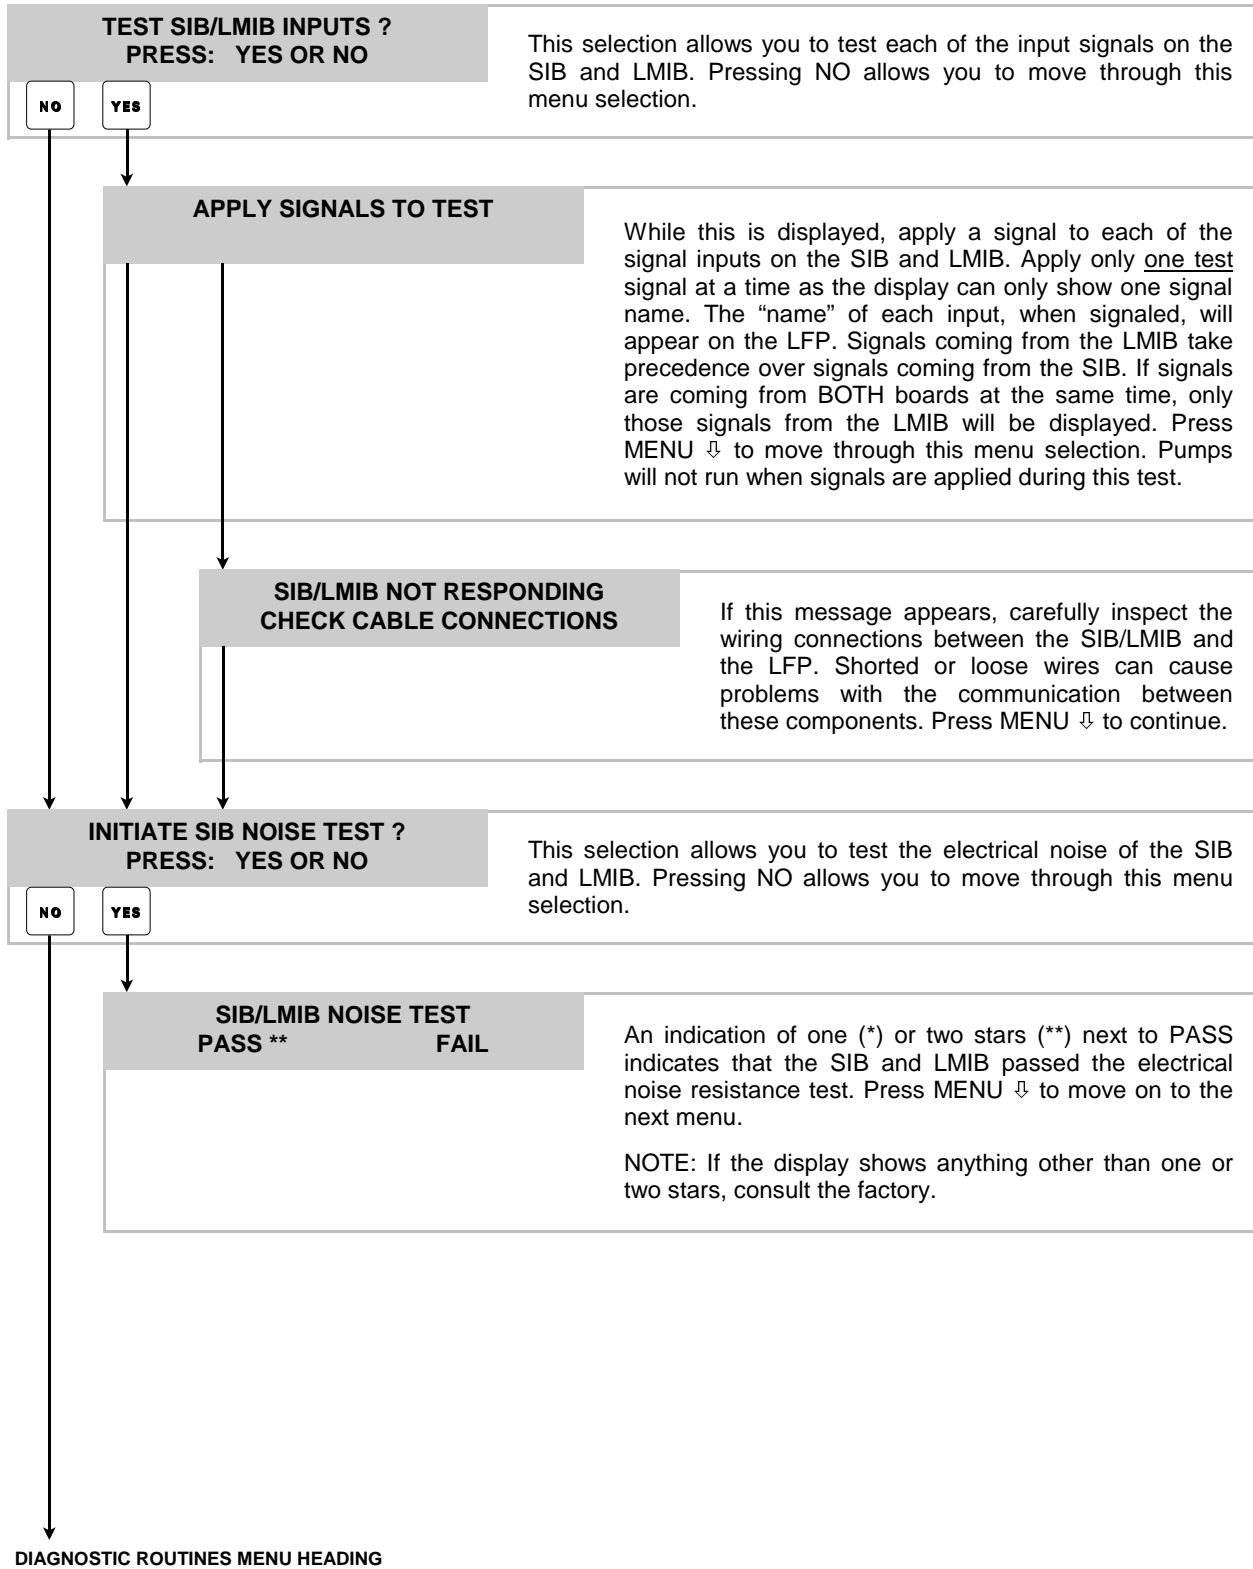 TEST SIB/LMIB INPUTS ?
PRESS: YES OR NO
This selection allows you to test each of the input signals on the
SIB and LMIB. Pressing NO allows you to move through this
menu selection.
NO
YES
APPLY SIGNALS TO TEST
While this is displayed, apply a signal to each of the
signal inputs on the SIB and LMIB. Apply only one test
signal at a time as the display can only show one signal
name. The “name” of each input, when signaled, will
appear on the LFP. Signals coming from the LMIB take
precedence over signals coming from the SIB. If signals
are coming from BOTH boards at the same time, only
those signals from the LMIB will be displayed. Press
MENU ⇩ to move through this menu selection. Pumps
will not run when signals are applied during this test.
SIB/LMIB NOT RESPONDING
CHECK CABLE CONNECTIONS
If this message appears, carefully inspect the
wiring connections between the SIB/LMIB and
the LFP. Shorted or loose wires can cause
problems with the communication between
these components. Press MENU ⇩ to continue.
INITIATE SIB NOISE TEST ?
PRESS: YES OR NO
This selection allows you to test the electrical noise of the SIB
and LMIB. Pressing NO allows you to move through this menu
selection.
NO
YES
SIB/LMIB NOISE TEST
PASS ** FAIL
An indication of one (*) or two stars (**) next to PASS
indicates that the SIB and LMIB passed the electrical
noise resistance test. Press MENU ⇩ to move on to the
next menu.
NOTE: If the display shows anything other than one or
two stars, consult the factory.
DIAGNOSTIC ROUTINES MENU HEADING